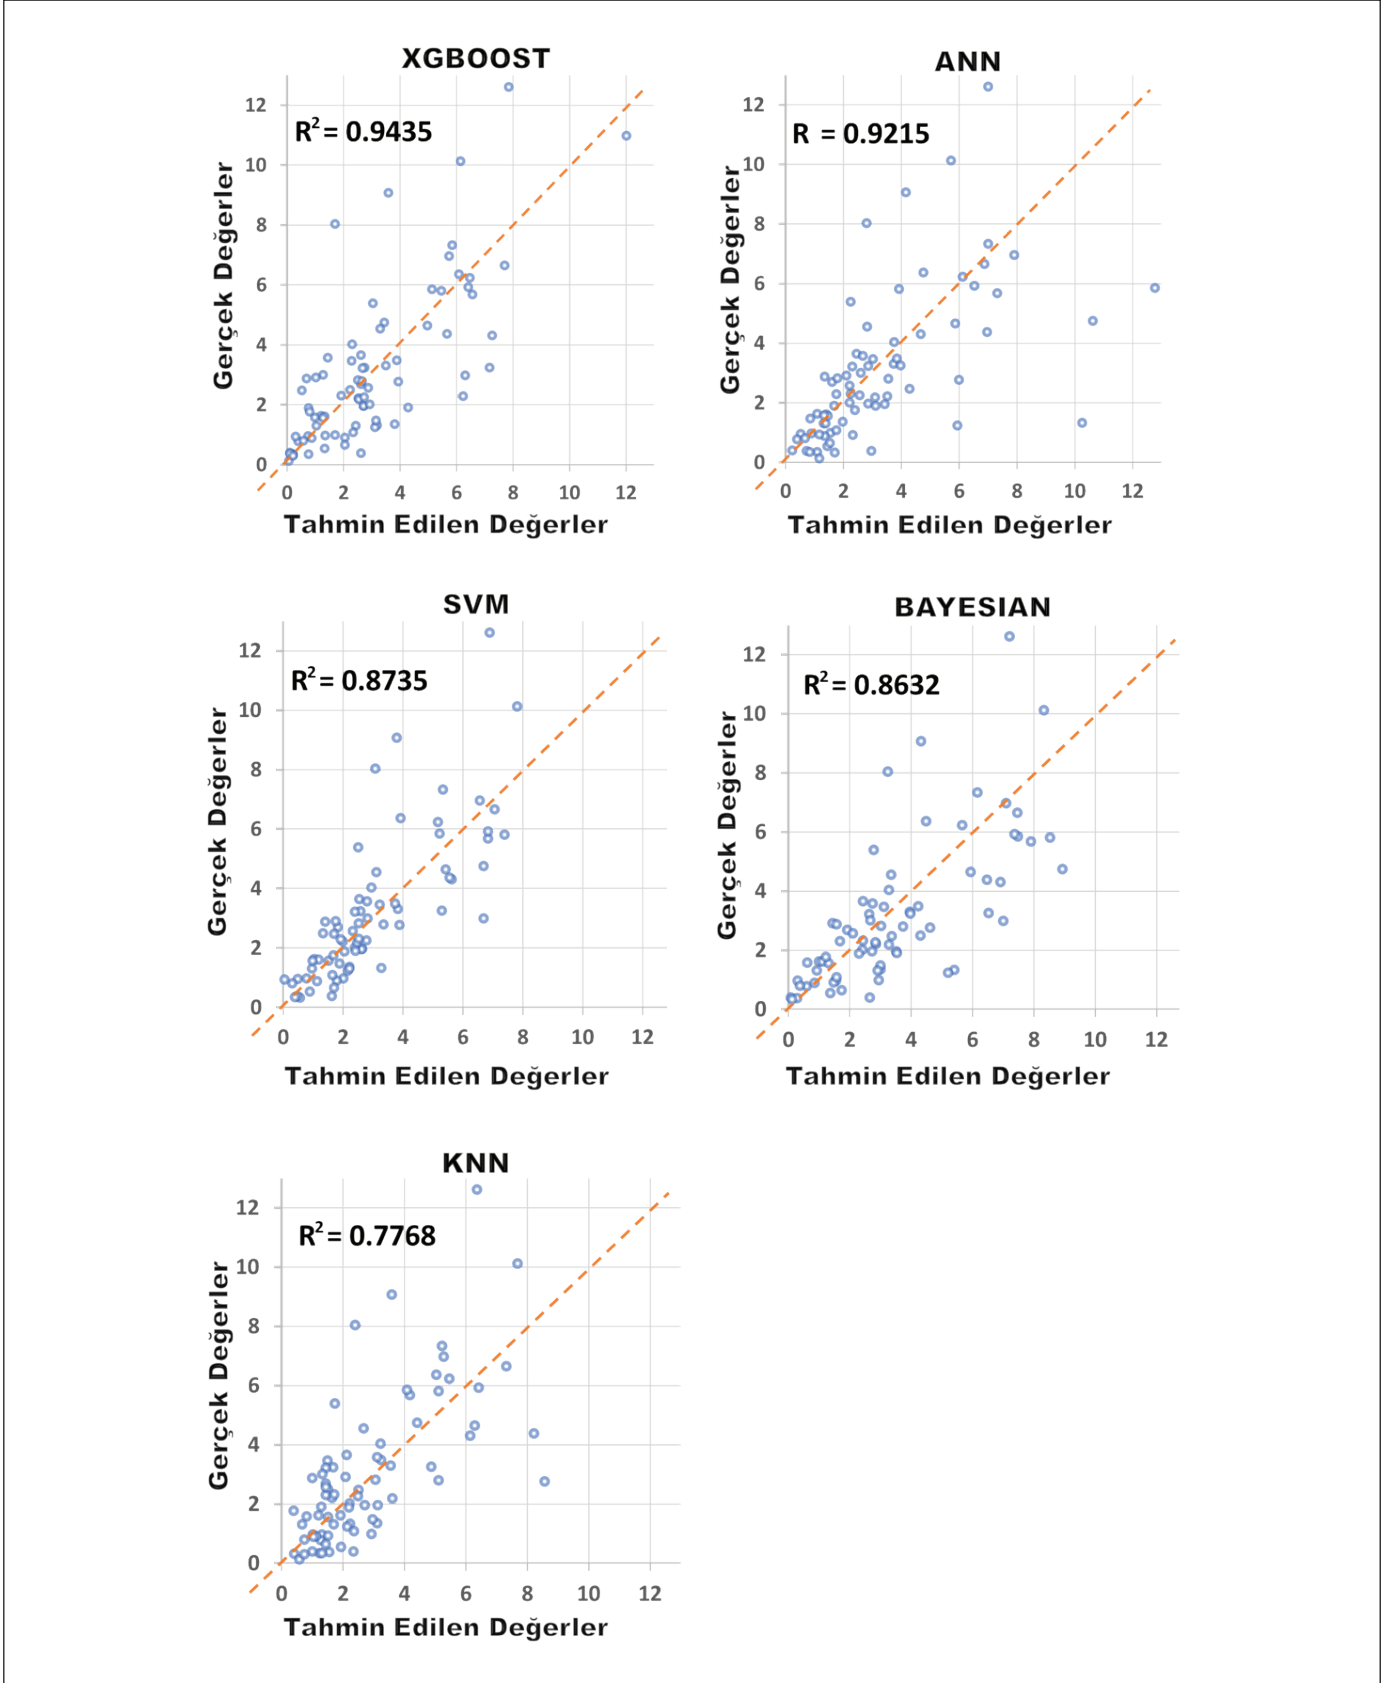 XGBOOST
R²= 0.9435
Gerçek Değerler
12
10
8
6
4
2
0
0 2 4 6 8 10 12
Tahmin Edilen Değerler
ANN
R = 0.9215
Gerçek Değerler
12
10
8
6
4
2
0
0 2 4 6 8 10 12
Tahmin Edilen Değerler
SVM
R²= 0.8735
Gerçek Değerler
12
10
8
6
4
2
0
0 2 4 6 8 10 12
Tahmin Edilen Değerler
BAYESIAN
R²= 0.8632
Gerçek Değerler
12
10
8
6
4
2
0
0 2 4 6 8 10 12
Tahmin Edilen Değerler
KNN
R²= 0.7768
Gerçek Değerler
12
10
8
6
4
2
0
0 2 4 6 8 10 12
Tahmin Edilen Değerler